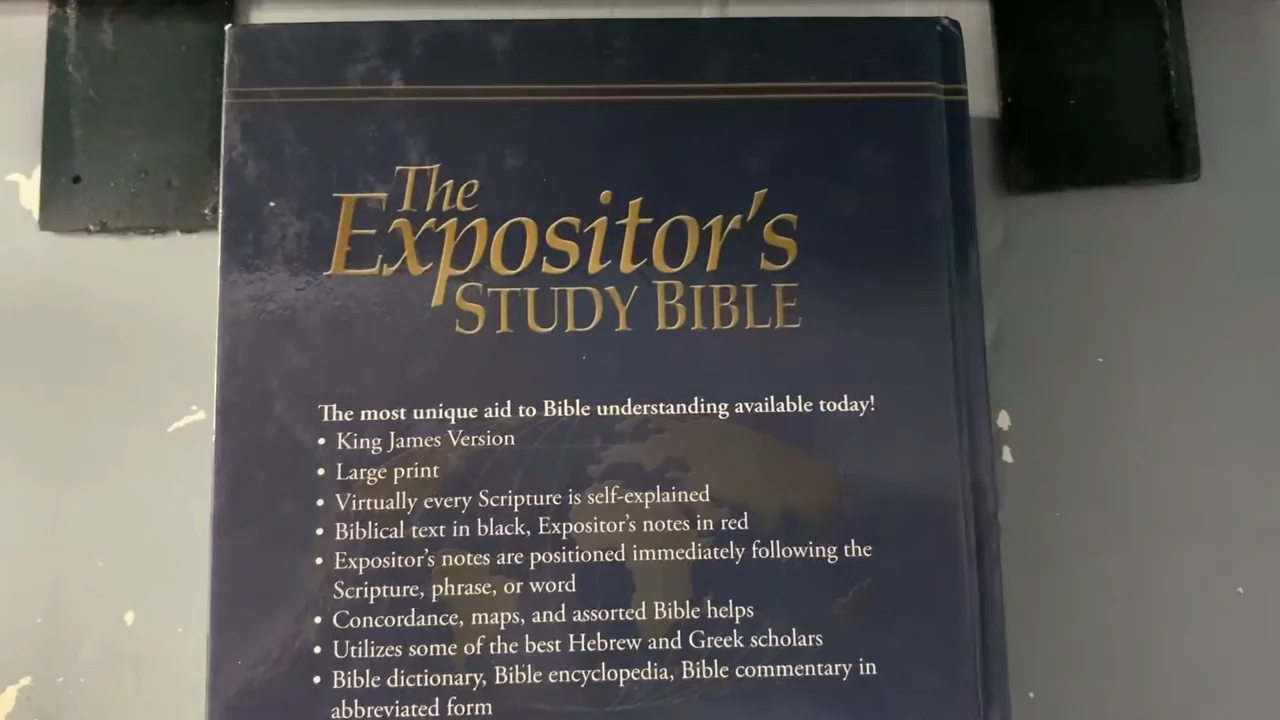 The
Expositor's
STUDY BIBLE
The most unique aid to Bible understanding available today!
• King James Version
• Large print
• Virtually every Scripture is self-explained
• Biblical text in black, Expositor's notes in red
• Expositor's notes are positioned immediately following the
Scripture, phrase, or word
• Concordance, maps, and assorted Bible helps
• Utilizes some of the best Hebrew and Greek scholars
• Bible dictionary, Bible encyclopedia, Bible commentary in
abbreviated form